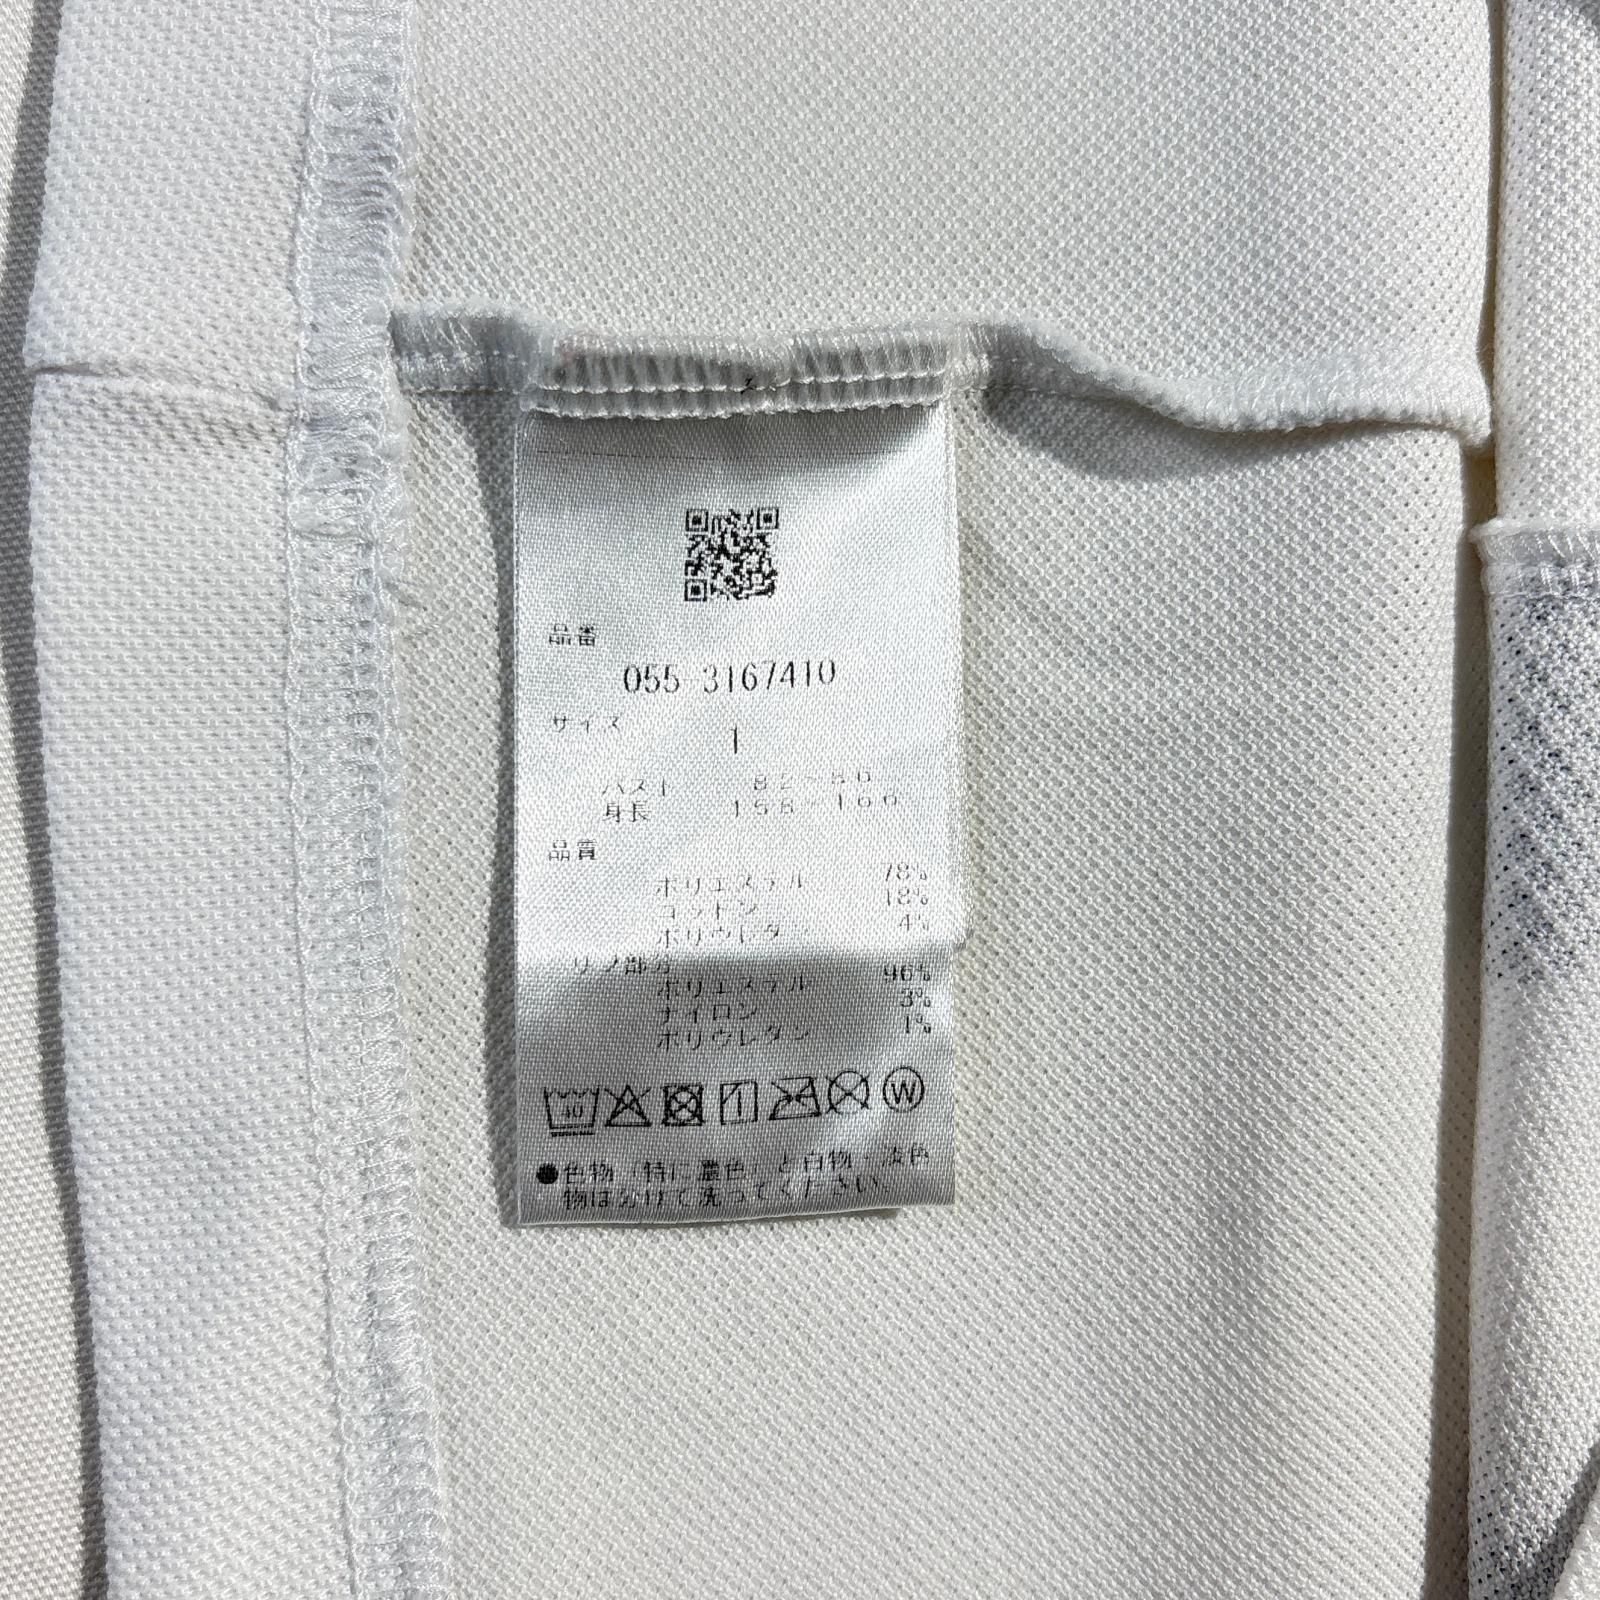 品番
055-3167410
サイズ
1
バスト 82-86
身長 158-166
品質
ポリエステル 78%
コットン 18%
ポリウレタン 4%
リブ部分
ポリエステル 96%
ナイロン 3%
ポリウレタン 1%
40 W
●色物(特に濃色)と白物・淡色
物は分けて洗ってください。